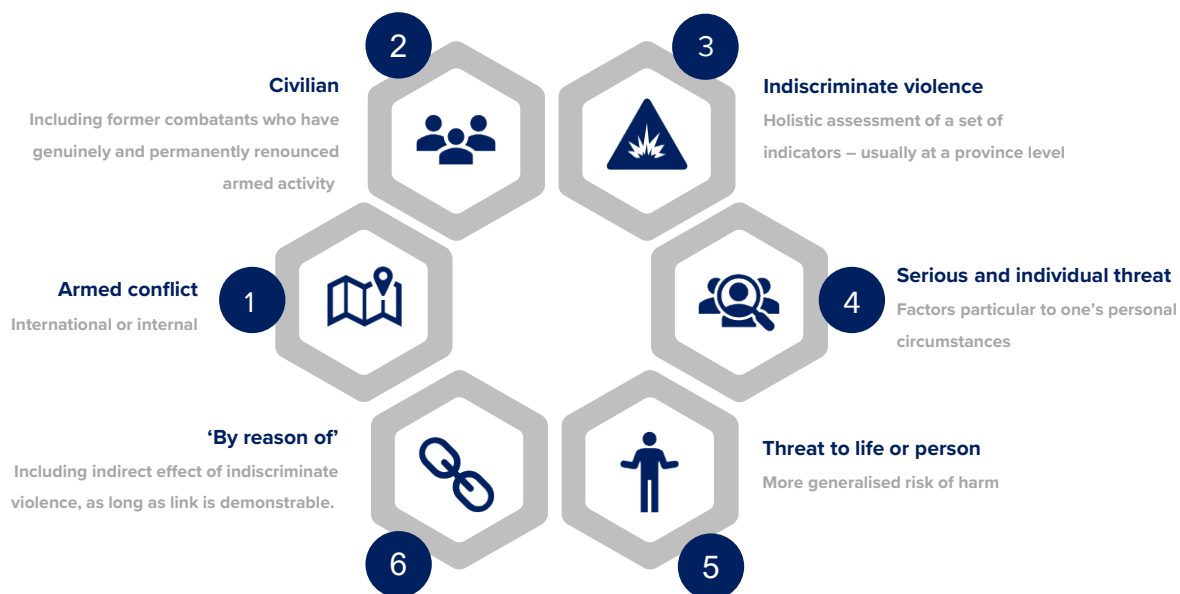 1
Armed conflict
International or internal
2
Civilian
Including former combatants who have
genuinely and permanently renounced
armed activity
3
Indiscriminate violence
Holistic assessment of a set of
indicators – usually at a province level
4
Serious and individual threat
Factors particular to one’s personal
circumstances
5
Threat to life or person
More generalised risk of harm
6
‘By reason of’
Including indirect effect of indiscriminate
violence, as long as link is demonstrable.